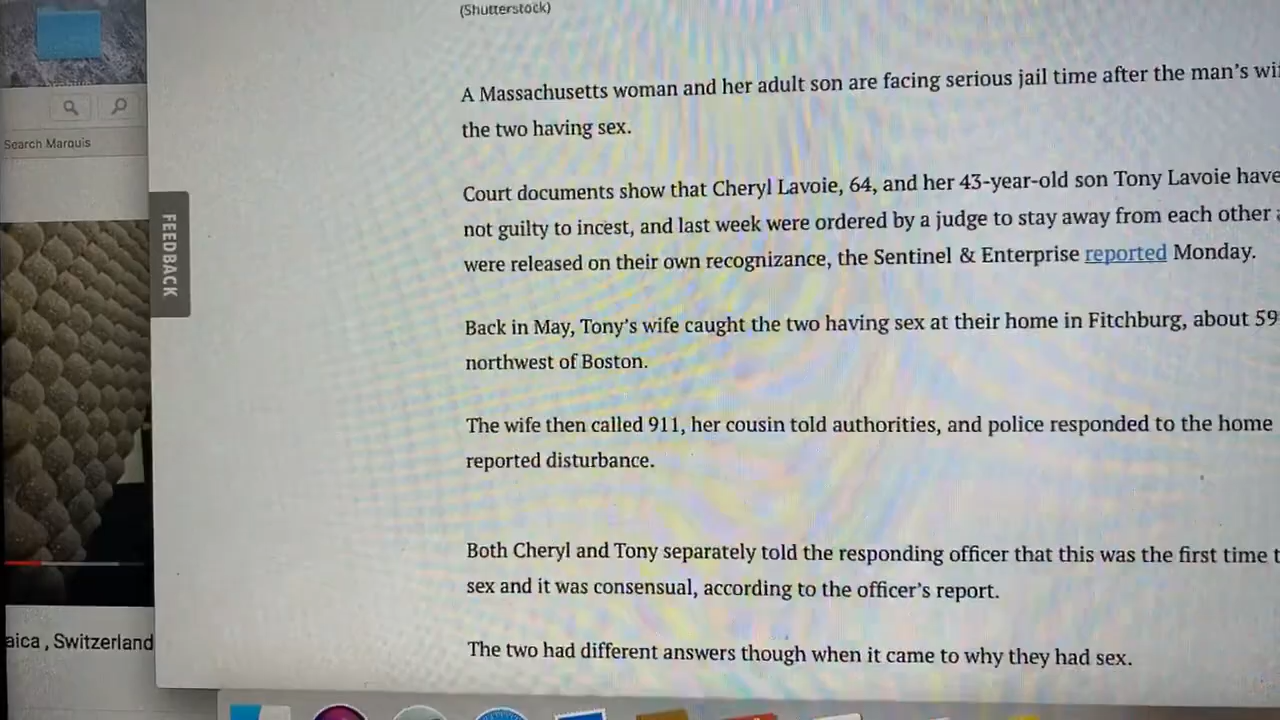 (Shutterstock)
A Massachusetts woman and her adult son are facing serious jail time after the man's
the two having sex.
Search Marquis
Court documents show that Cheryl Lavoie, 64, and her 43-year-old son Tony Lavoie have
not guilty to incest, and last week were ordered by a judge to stay away from each other
were released on their own recognizance, the Sentinel & Enterprise reported Monday.
FEEDBACK
Back in May, Tony's wife caught the two having sex at their home in Fitchburg, about 59
northwest of Boston.
The wife then called 911, her cousin told authorities, and police responded to the home
reported disturbance.
Both Cheryl and Tony separately told the responding officer that this was the first time
sex and it was consensual, according to the officer's report.
aica , Switzerland
The two had different answers though when it came to why they had sex.